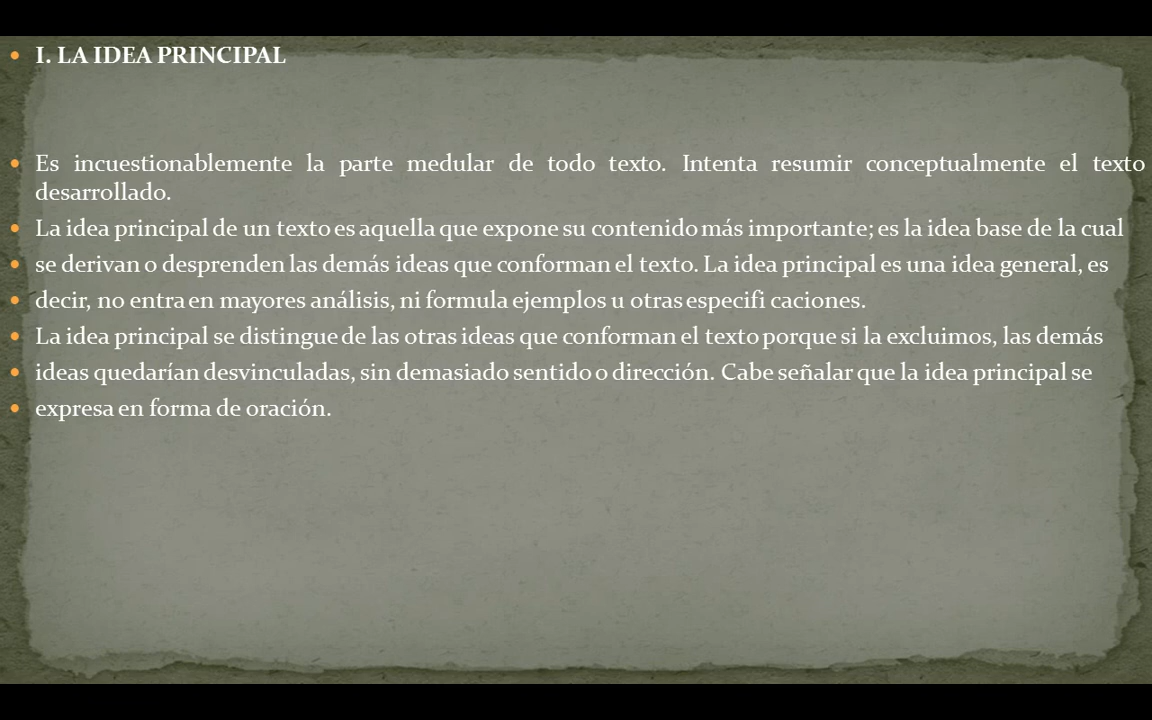 • I. LA IDEA PRINCIPAL
• Es incuestionablemente la parte medular de todo texto. Intenta resumir conceptualmente el texto
desarrollado.
• La idea principal de un texto es aquella que expone su contenido más importante; es la idea base de la cual
• se derivan o desprenden las demás ideas que conforman el texto. La idea principal es una idea general, es
• decir, no entra en mayores análisis, ni formula ejemplos u otras especifi caciones.
• La idea principal se distingue de las otras ideas que conforman el texto porque si la excluimos, las demás
• ideas quedarían desvinculadas, sin demasiado sentido o dirección. Cabe señalar que la idea principal se
• expresa en forma de oración.